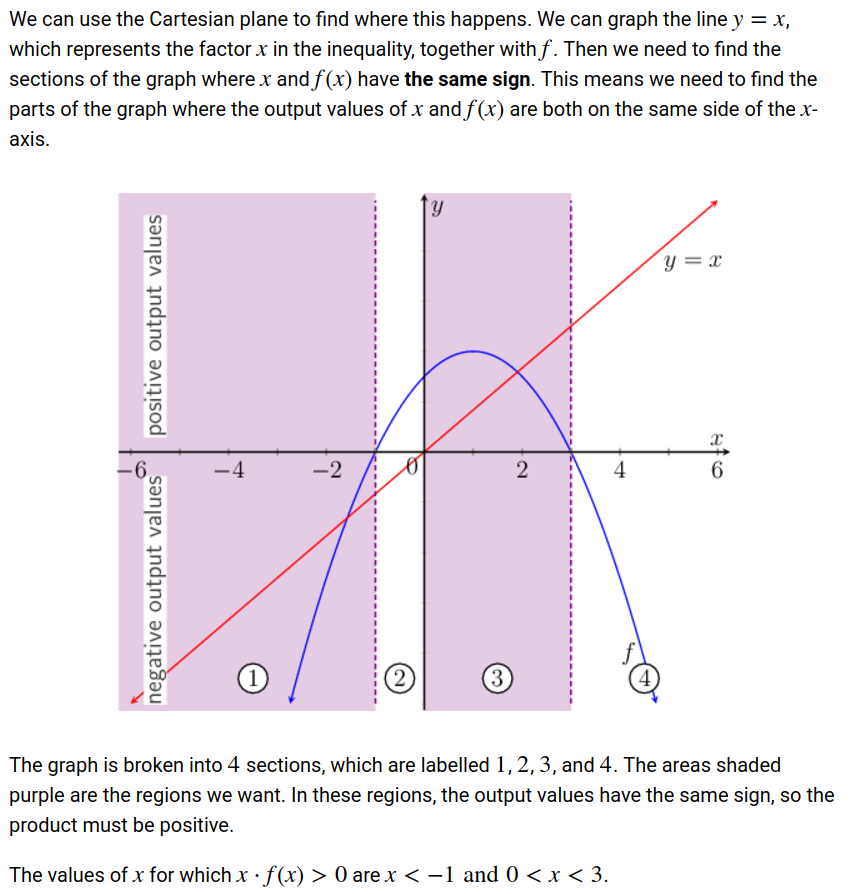 We can use the Cartesian plane to find where this happens. We can graph the line y = x,
which represents the factor x in the inequality, together with f. Then we need to find the
sections of the graph where x and f(x) have the same sign. This means we need to find the
parts of the graph where the output values of x and f(x) are both on the same side of the x-
axis.
y
positive output values
y = x
x
−6 −4 −2 0 2 4 6
negative output values
f
1 2 3 4
The graph is broken into 4 sections, which are labelled 1, 2, 3, and 4. The areas shaded
purple are the regions we want. In these regions, the output values have the same sign, so the
product must be positive.
The values of x for which x · f(x) > 0 are x < −1 and 0 < x < 3.